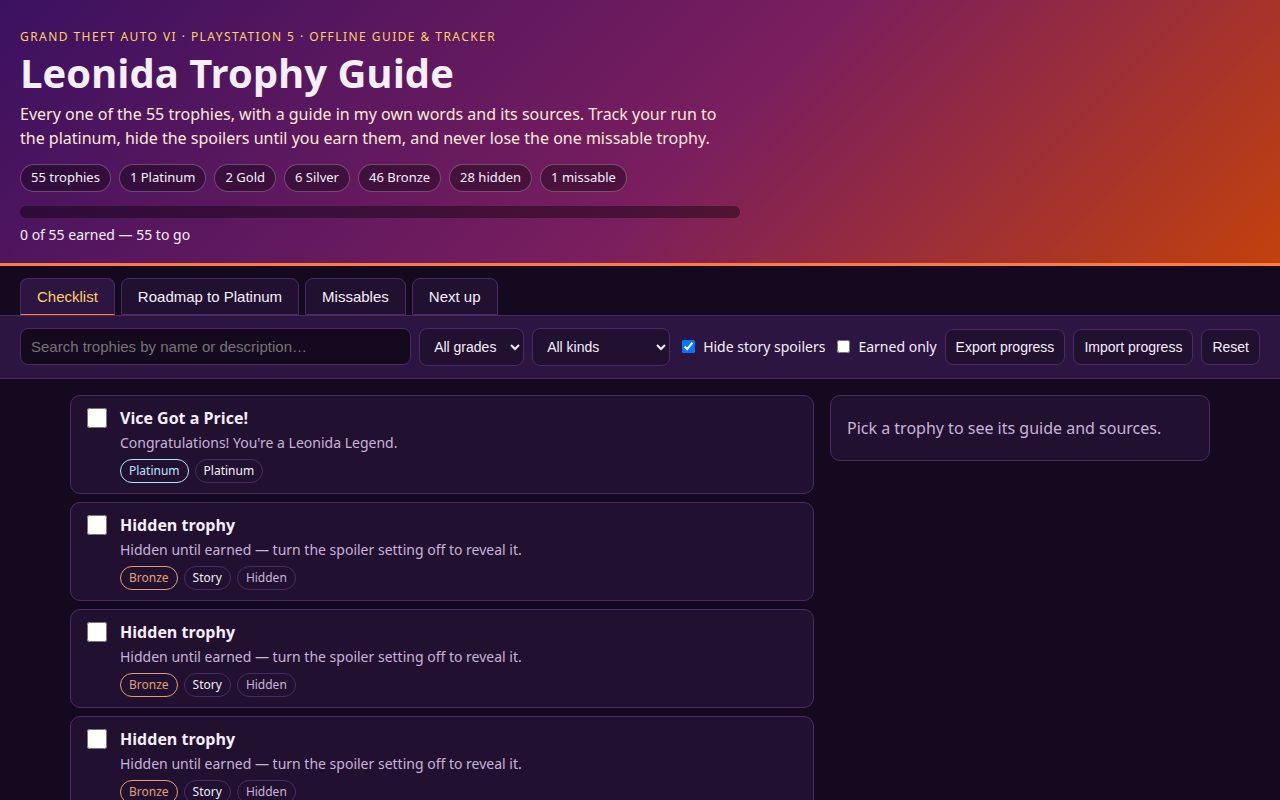 GRAND THEFT AUTO VI · PLAYSTATION 5 · OFFLINE GUIDE & TRACKER
Leonida Trophy Guide
Every one of the 55 trophies, with a guide in my own words and its sources. Track your run to
the platinum, hide the spoilers until you earn them, and never lose the one missable trophy.
55 trophies
1 Platinum
2 Gold
6 Silver
46 Bronze
28 hidden
1 missable
0 of 55 earned — 55 to go
Checklist
Roadmap to Platinum
Missables
Next up
Search trophies by name or description…
All grades
All kinds
Hide story spoilers
Earned only
Export progress
Import progress
Reset
Vice Got a Price!
Congratulations! You're a Leonida Legend.
Platinum
Platinum
Pick a trophy to see its guide and sources.
Hidden trophy
Hidden until earned — turn the spoiler setting off to reveal it.
Bronze
Story
Hidden
Hidden trophy
Hidden until earned — turn the spoiler setting off to reveal it.
Bronze
Story
Hidden
Hidden trophy
Hidden until earned — turn the spoiler setting off to reveal it.
Bronze
Story
Hidden